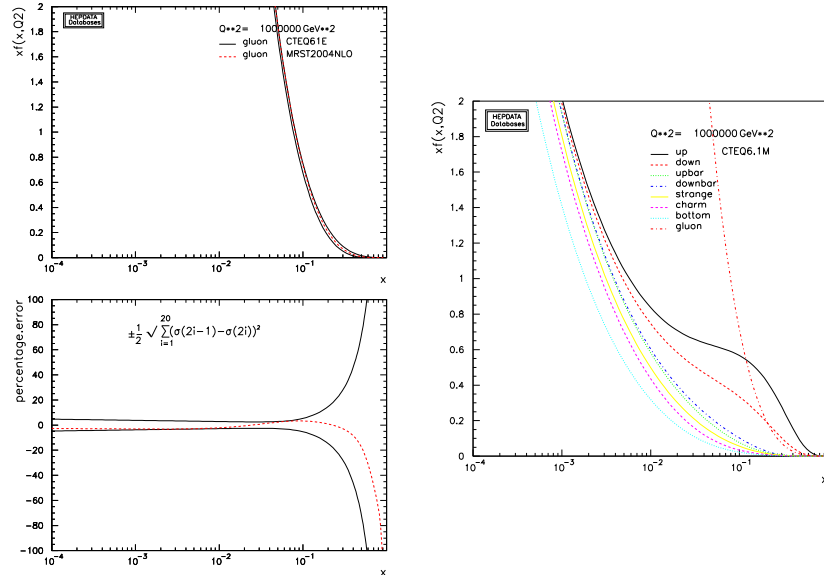 HEPDATA
Databases
Q**2= 1000000 GeV**2
gluon CTEQ61E
gluon MRST2004NLO
xf(x,Q2)
2
1.8
1.6
1.4
1.2
1
0.8
0.6
0.4
0.2
0
10-4 10-3 10-2 10-1
x
percentage.error
100
80
60
40
20
0
-20
-40
-60
-80
-100
±1/2 √ 20 Σ i=1 (σ(2i-1)-σ(2i))²
10-4 10-3 10-2 10-1
x
HEPDATA
Databases
Q**2= 1000000 GeV**2
up CTEQ6.1M
down
upbar
downbar
strange
charm
bottom
gluon
xf(x,Q2)
2
1.8
1.6
1.4
1.2
1
0.8
0.6
0.4
0.2
0
10-4 10-3 10-2 10-1
x